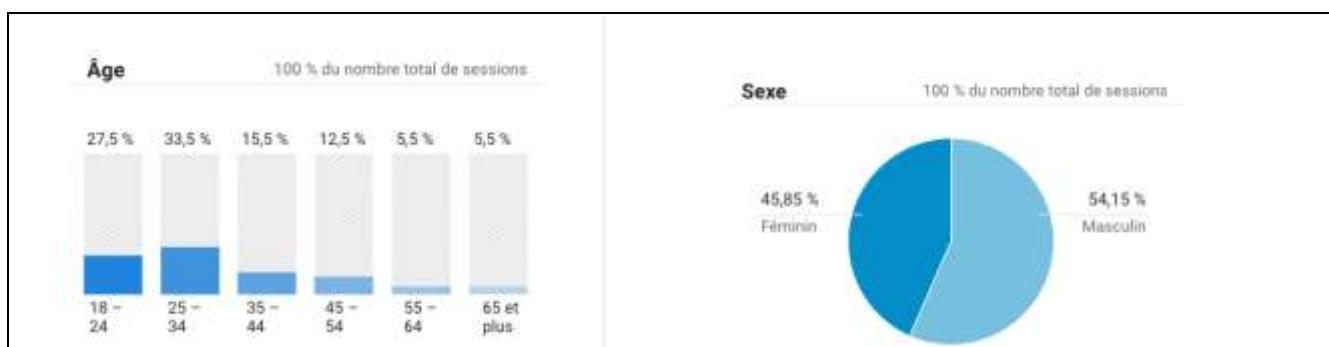 Âge
100 % du nombre total de sessions
27,5 % 33,5 % 15,5 % 12,5 % 5,5 % 5,5 %
18 – 25 – 35 – 45 – 55 – 65 et
24 34 44 54 64 plus
Sexe
100 % du nombre total de sessions
45,85 %
Féminin
54,15 %
Masculin